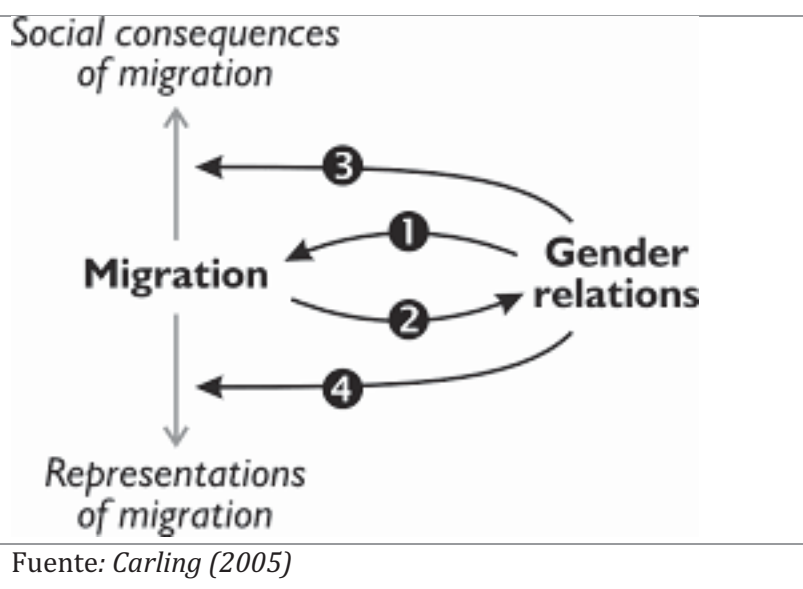 Social consequences
of migration
3
1
Migration
Gender
relations
2
4
Representations
of migration
Fuente: Carling (2005)